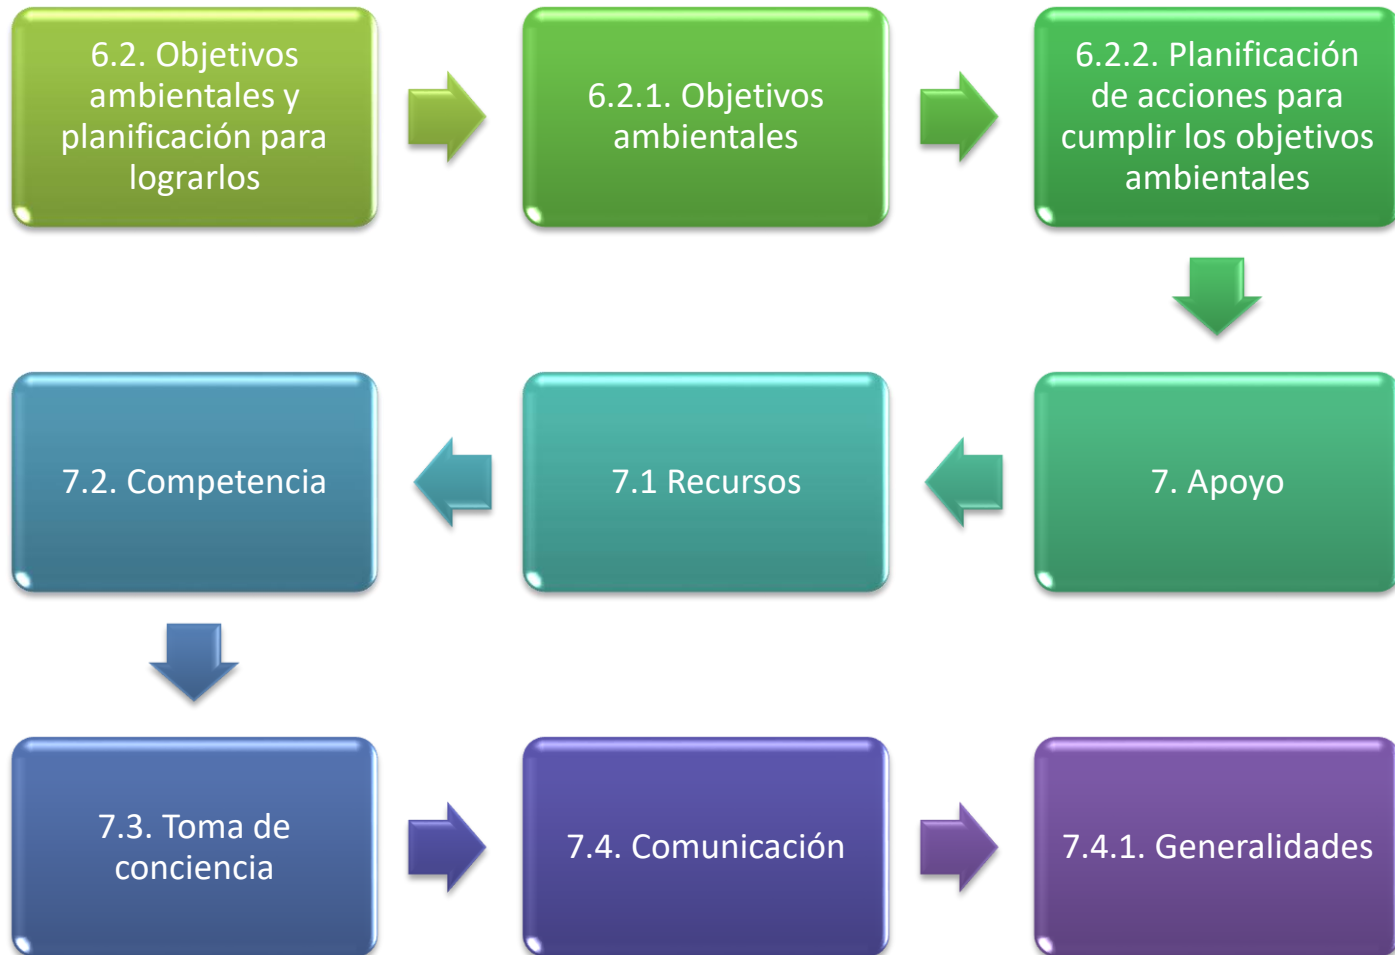 6.2. Objetivos
ambientales y
planificación para
lograrlos
6.2.1. Objetivos
ambientales
6.2.2. Planificación
de acciones para
cumplir los objetivos
ambientales
7. Apoyo
7.1 Recursos
7.2. Competencia
7.3. Toma de
conciencia
7.4. Comunicación
7.4.1. Generalidades